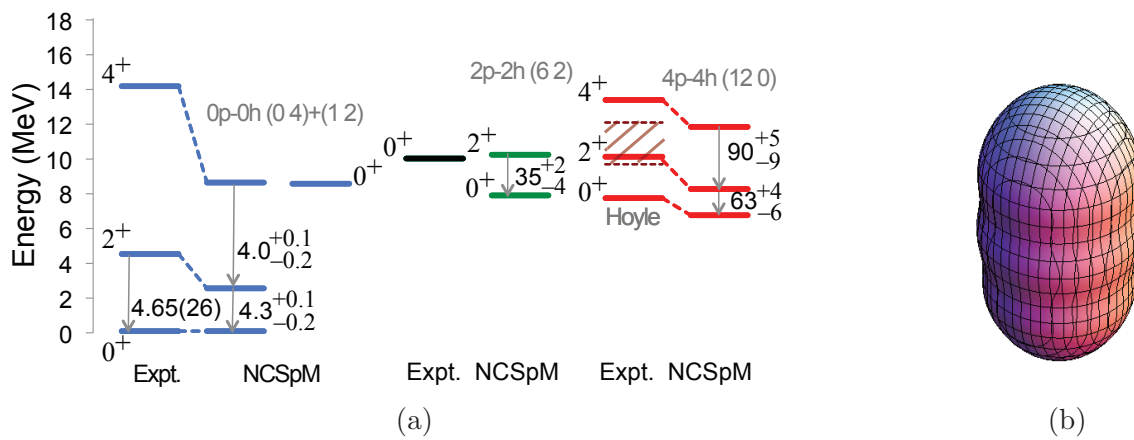 Energy (MeV)
18
16
14
12
10
8
6
4
2
0
4+
2+
0+
0p-0h (0 4)+(1 2)
0+
4.65(26)
4.0 +0.1 −0.2
4.3 +0.1 −0.2
Expt. NCSpM
2p-2h (6 2)
0+
2+
0+
35 +2 −4
Expt. NCSpM
4p-4h (12 0)
4+
2+
0+
Hoyle
90 +5 −9
63 +4 −6
Expt. NCSpM
(a)
(b)